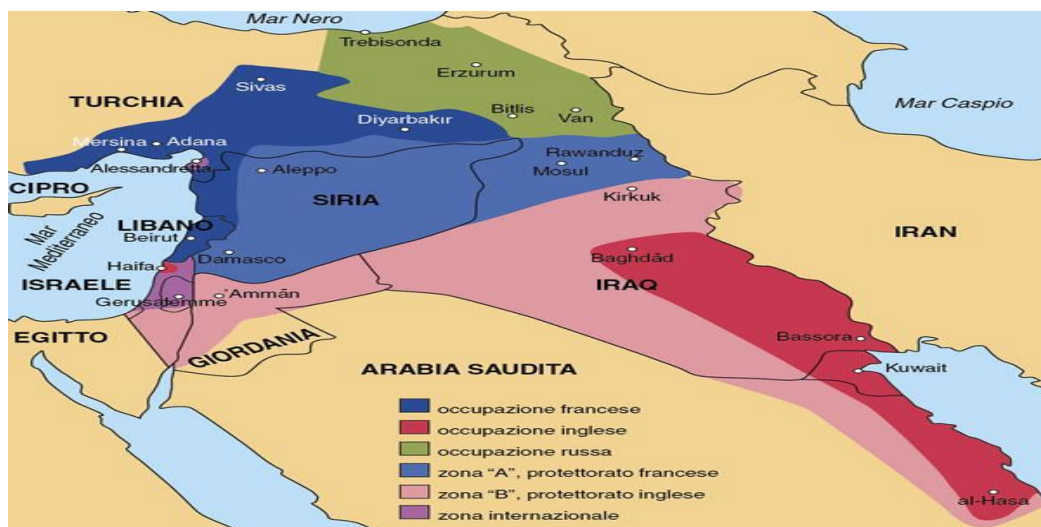 Mar Nero
Trebisonda
Erzurum
Sivas
TURCHIA
Mar Caspio
Bitlis
Van
Diyarbakır
Mersina
Adana
Alessandretta
Aleppo
Rawanduz
Mosul
CIPRO
SIRIA
Kirkuk
LIBANO
Mar
Mediterraneo
Beirut
IRAN
Damasco
Baghdād
Haifa
ISRAELE
IRAQ
Gerusalemme
'Ammān
EGITTO
Bassora
GIORDANIA
Kuwait
ARABIA SAUDITA
occupazione francese
occupazione inglese
occupazione russa
zona "A", protettorato francese
zona "B", protettorato inglese
zona internazionale
al-Hasa